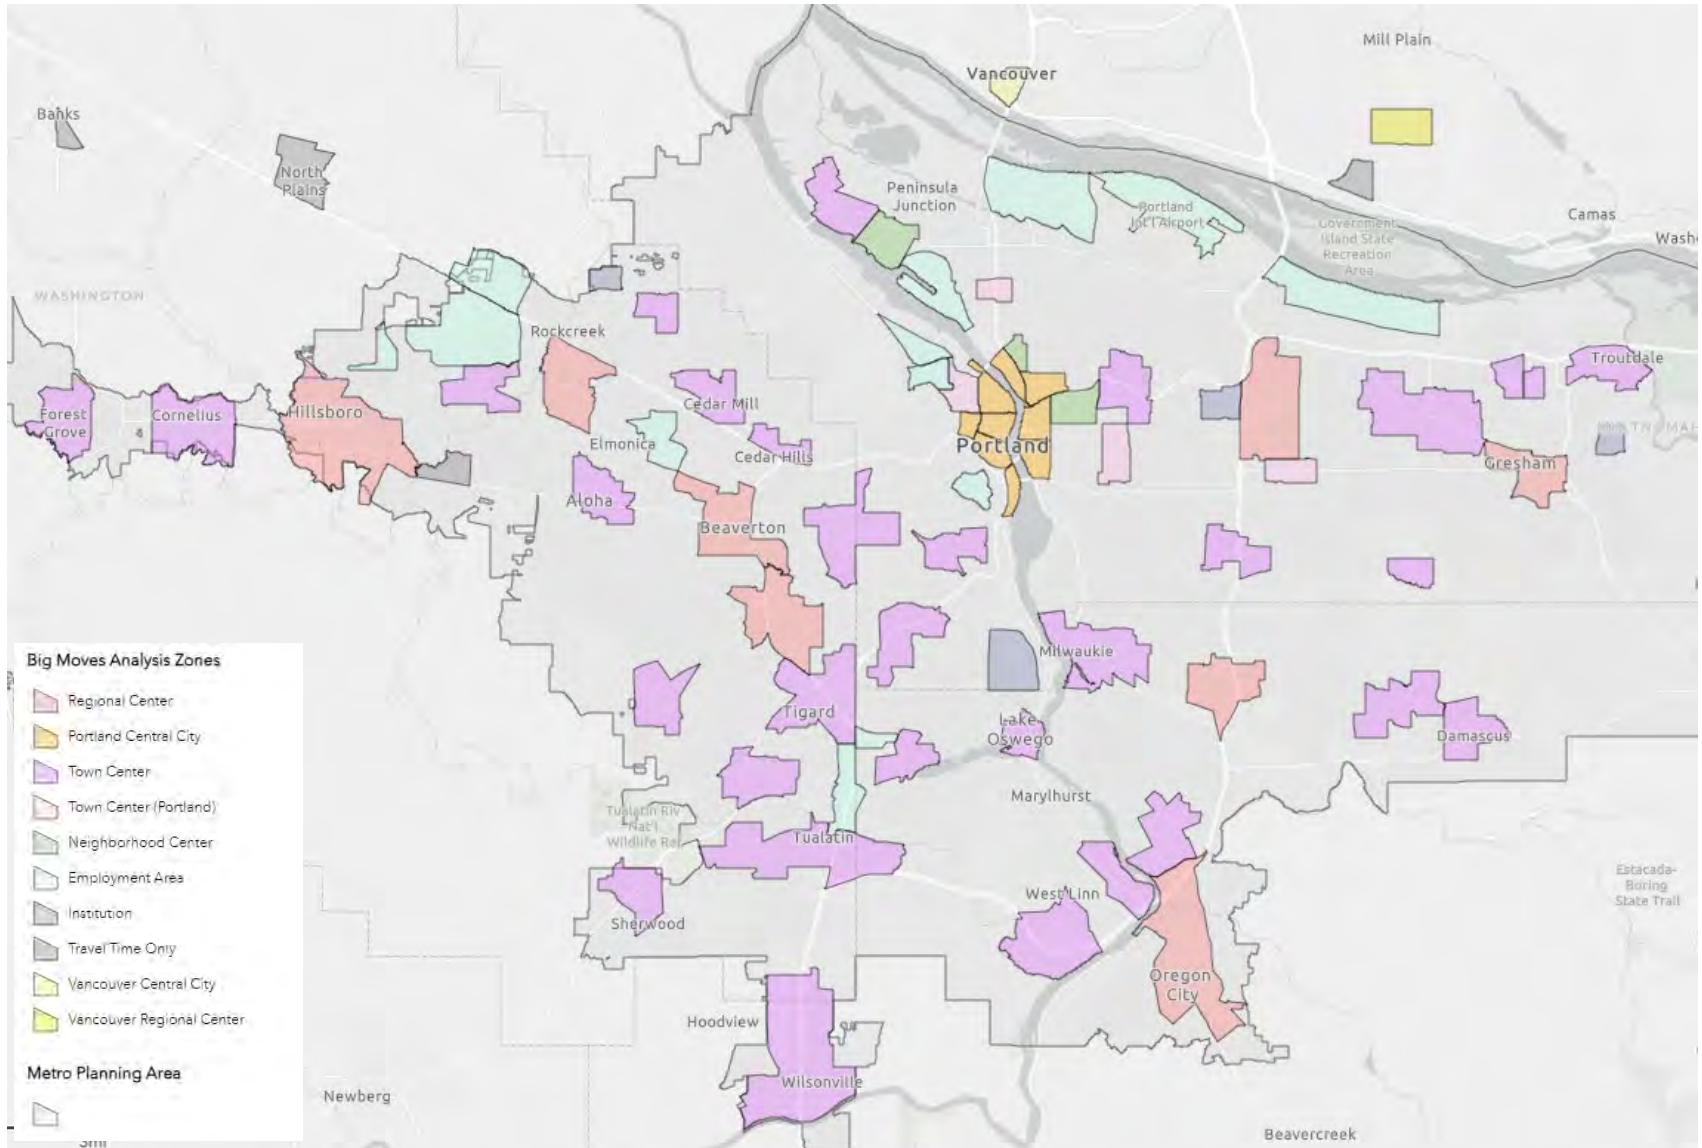 Mill Plain
Vancouver
Banks
North
Plains
Peninsula
Junction
Portland
Int'l Airport
Government
Island State
Recreation
Area
Camas
WASHINGTON
Rockcreek
Troutdale
Forest
Grove
Cornelius
Hillsboro
Cedar Mill
Elmonica
Cedar Hills
Portland
Gresham
Aloha
Beaverton
Milwaukie
Tigard
Lake
Oswego
Damascus
Marylhurst
Tualatin Riv
Nat'l
Wildlife Re
Tualatin
West Linn
Sherwood
Estacada-
Boring
State Trail
Oregon
City
Hoodview
Wilsonville
Newberg
Beavercreek
Big Moves Analysis Zones
Regional Center
Portland Central City
Town Center
Town Center (Portland)
Neighborhood Center
Employment Area
Institution
Travel Time Only
Vancouver Central City
Vancouver Regional Center
Metro Planning Area